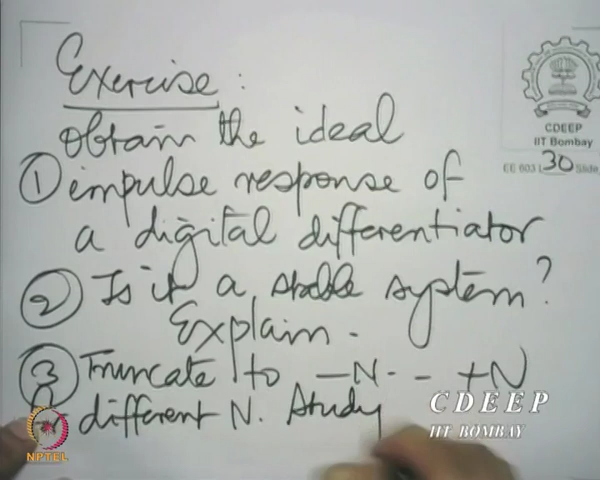 Exercise:
obtain the ideal
① impulse response of
a digital differentiator
② Is it a stable system?
Explain.
③ Truncate to -N - - +N
different N. Study
CDEEP
IIT Bombay
EE 603 L 30 Slide
CDEEP
IIT BOMBAY
NPTEL